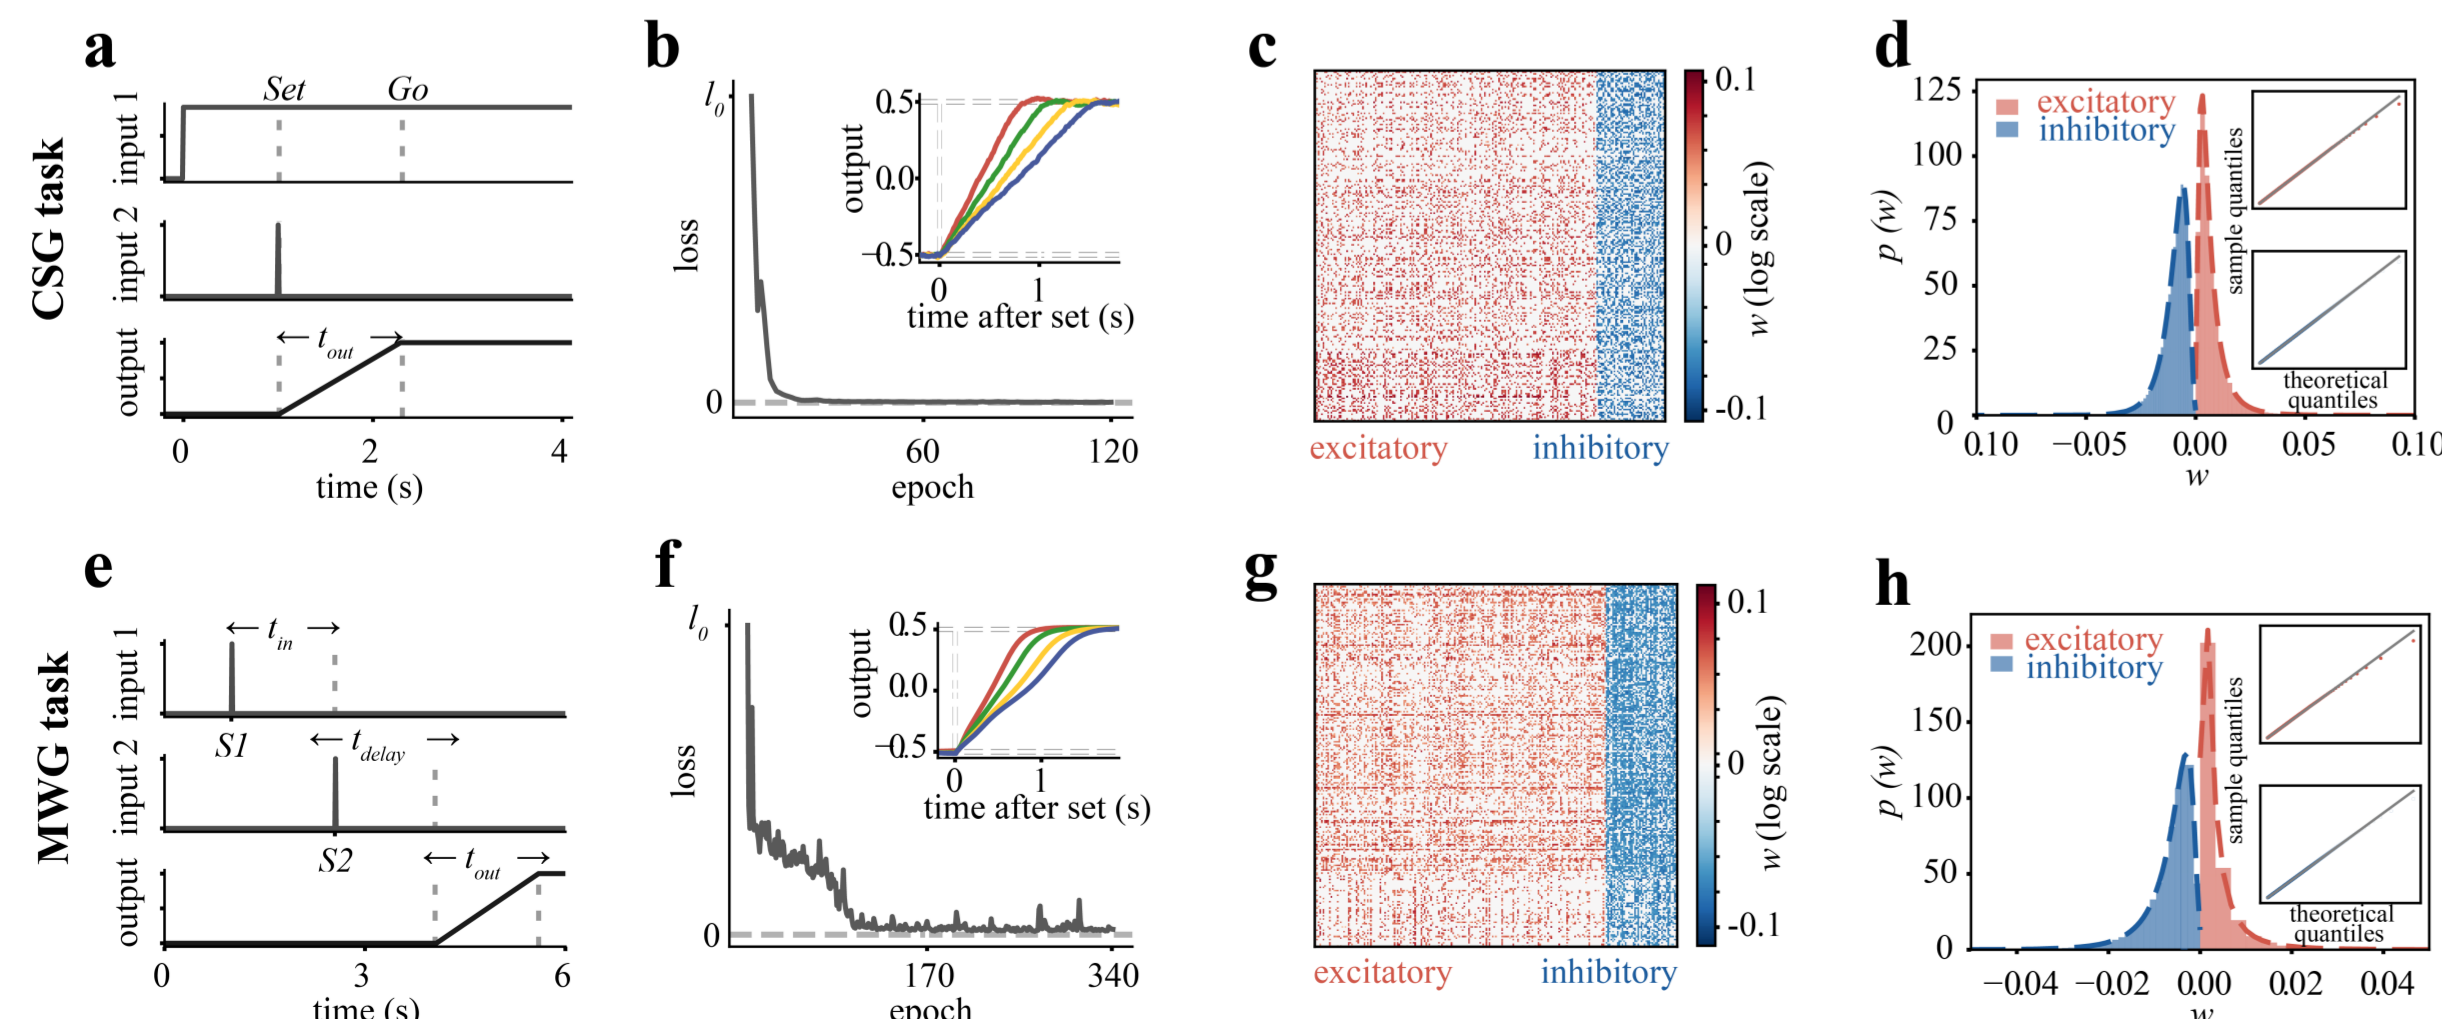 a
CSG task
Set
Go
input 1
input 2
output
← t_out →
0
2
4
time (s)
b
l_0
loss
0
60
120
epoch
0.5
0.0
−0.5
output
0
1
time after set (s)
c
excitatory
inhibitory
0.1
0
-0.1
w (log scale)
d
p (w)
125
100
75
50
25
0
excitatory
inhibitory
sample quantiles
theoretical
quantiles
0.10
−0.05
0.00
0.05
0.10
w
e
MWG task
← t_in →
input 1
S1
← t_delay →
input 2
S2
← t_out →
output
0
3
6
time (s)
f
l_0
loss
0
170
340
epoch
0.5
0.0
−0.5
output
0
1
time after set (s)
g
excitatory
inhibitory
0.1
0
-0.1
w (log scale)
h
p (w)
200
150
100
50
0
excitatory
inhibitory
sample quantiles
theoretical
quantiles
−0.04
−0.02
0.00
0.02
0.04
w